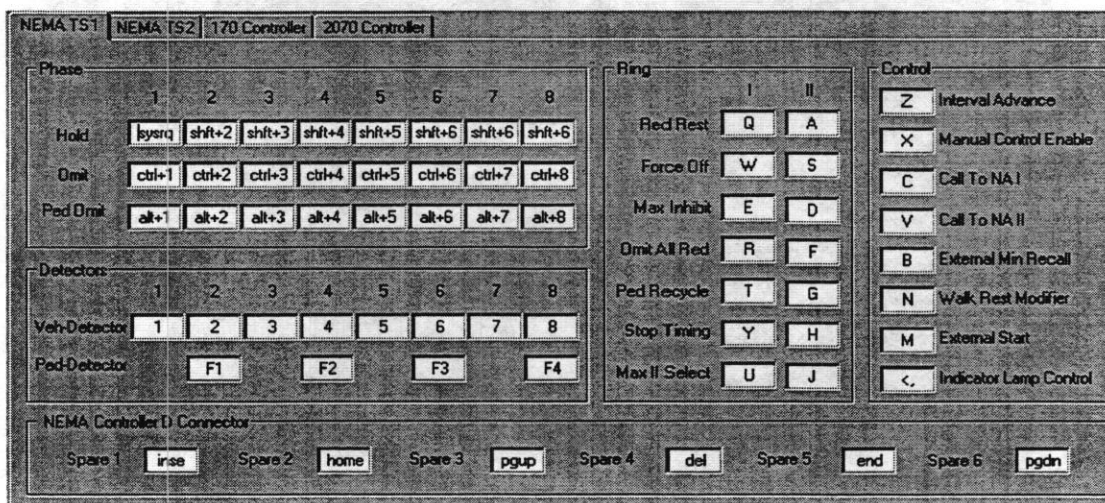 NEMA TS1 NEMA TS2 170 Controller 2070 Controller
Phase
1 2 3 4 5 6 7 8
Hold sysrq shft+2 shft+3 shft+4 shft+5 shft+6 shft+6 shft+6
Omit ctrl+1 ctrl+2 ctrl+3 ctrl+4 ctrl+5 ctrl+6 ctrl+7 ctrl+8
Ped Omit alt+1 alt+2 alt+3 alt+4 alt+5 alt+6 alt+7 alt+8
Detectors
1 2 3 4 5 6 7 8
Veh-Detector 1 2 3 4 5 6 7 8
Ped-Detector F1 F2 F3 F4
Ring
I II
Red Rest Q A
Force Off W S
Max Inhibit E D
Omit All Red R F
Ped Recycle T G
Stop Timing Y H
Max II Select U J
Control
Z Interval Advance
X Manual Control Enable
C Call To NA I
V Call To NA II
B External Min Recall
N Walk Rest Modifier
M External Start
<, Indicator Lamp Control
NEMA Controller D Connector
Spare 1 inse Spare 2 home Spare 3 pgup Spare 4 del Spare 5 end Spare 6 pgdn